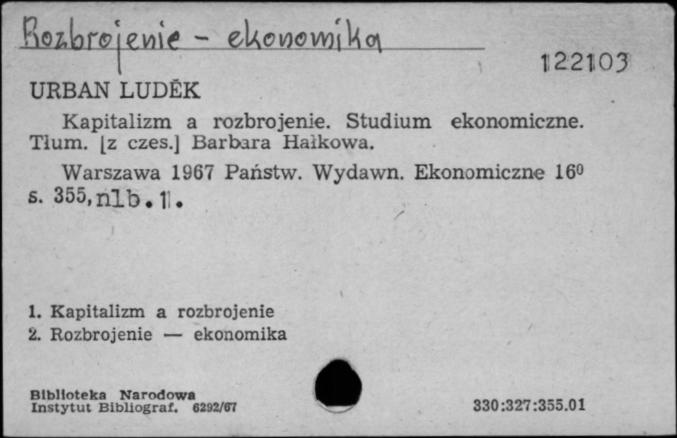 Rozbrojenie - ekonomika
122103
URBAN LUDĚK
Kapitalizm a rozbrojenie. Studium ekonomiczne.
Tłum. [z czes.] Barbara Hałkowa.
Warszawa 1967 Państw. Wydawn. Ekonomiczne 16⁰
s. 355, nlb. 1.
1. Kapitalizm a rozbrojenie
2. Rozbrojenie — ekonomika
Biblioteka Narodowa
Instytut Bibliograf. 6292/67
330:327:355.01